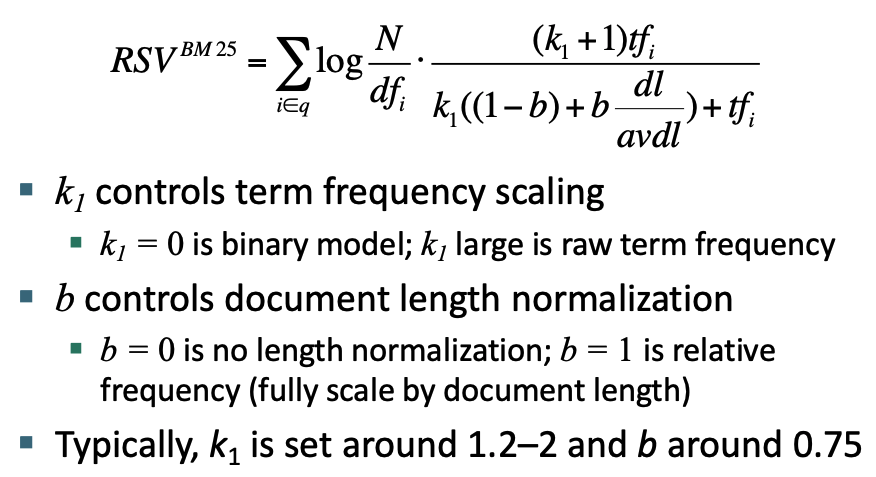 RSV^{BM25} = \sum_{i \in q} \log \frac{N}{df_i} \cdot \frac{(k_1 + 1)tf_i}{k_1((1 - b) + b \frac{dl}{avdl}) + tf_i}
▪ k_1 controls term frequency scaling
▪ k_1 = 0 is binary model; k_1 large is raw term frequency
▪ b controls document length normalization
▪ b = 0 is no length normalization; b = 1 is relative
frequency (fully scale by document length)
▪ Typically, k_1 is set around 1.2–2 and b around 0.75